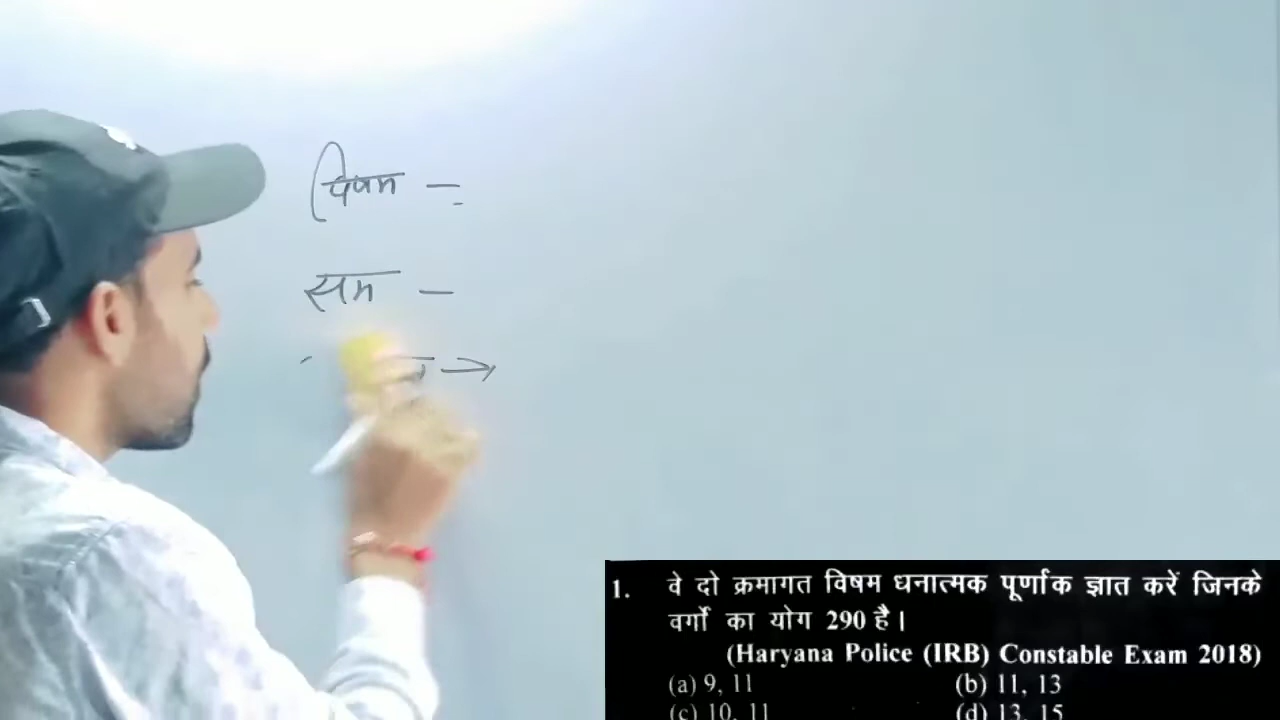 विषम -
सम -
→
1. वे दो क्रमागत विषम धनात्मक पूर्णांक ज्ञात करें जिनके
वर्गों का योग 290 है।
(Haryana Police (IRB) Constable Exam 2018)
(a) 9, 11 (b) 11, 13
(c) 10, 11 (d) 13, 15